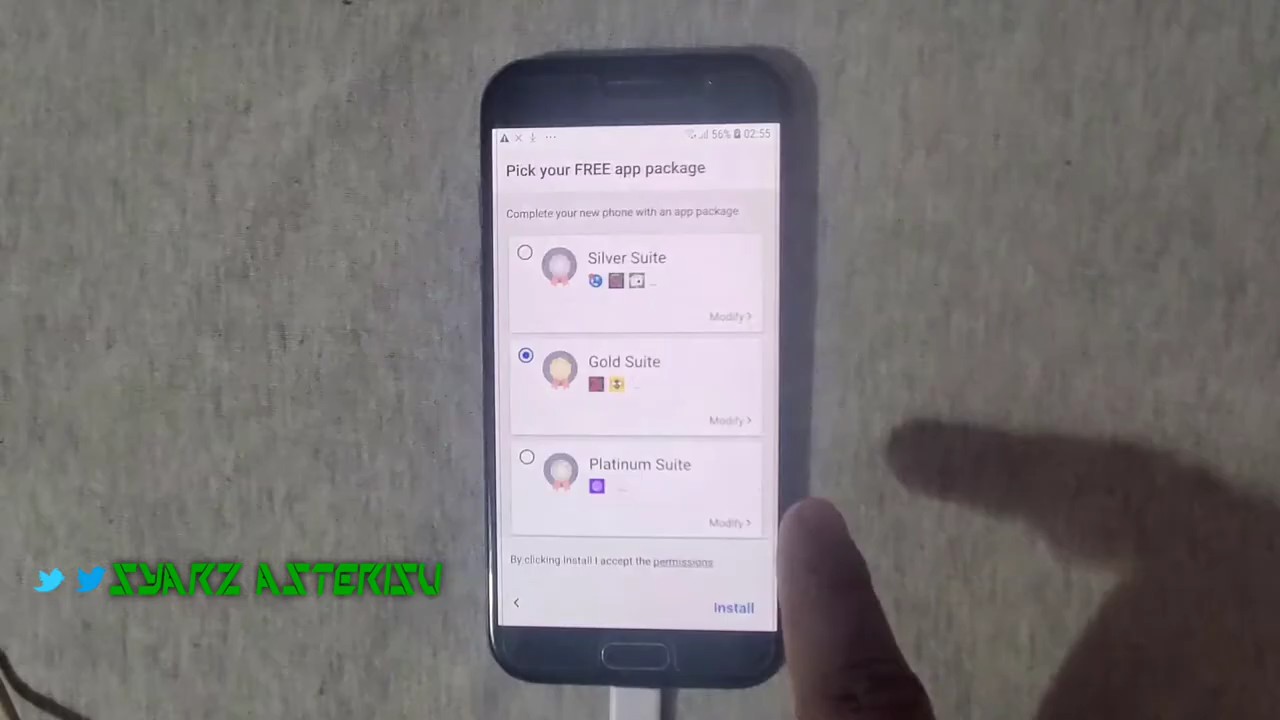 56% 02:55
Pick your FREE app package
Complete your new phone with an app package
Silver Suite
Modify >
Gold Suite
Modify >
Platinum Suite
Modify >
By clicking Install I accept the permissions
< Install
SYARZ ASTERISU